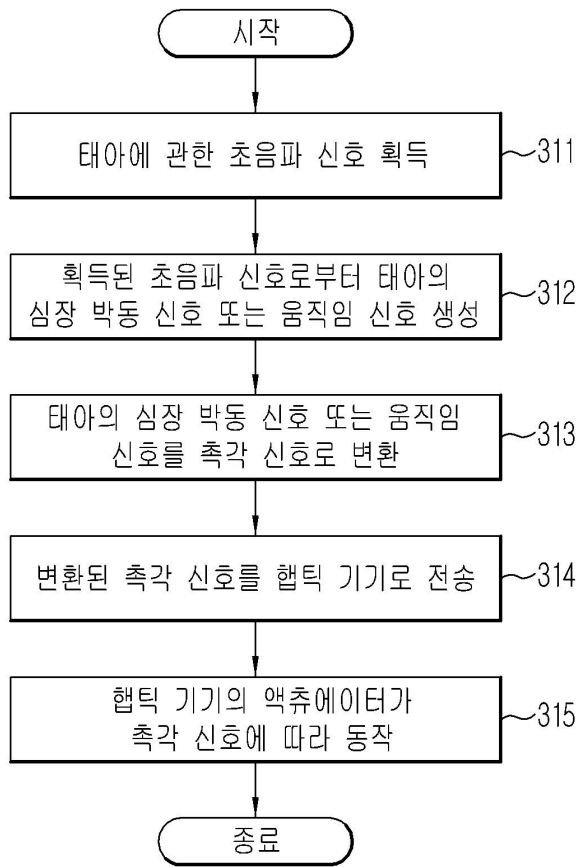 시작
태아에 관한 초음파 신호 획득
311
획득된 초음파 신호로부터 태아의
심장 박동 신호 또는 움직임 신호 생성
312
태아의 심장 박동 신호 또는 움직임
신호를 촉각 신호로 변환
313
변환된 촉각 신호를 햅틱 기기로 전송
314
햅틱 기기의 액츄에이터가
촉각 신호에 따라 동작
315
종료